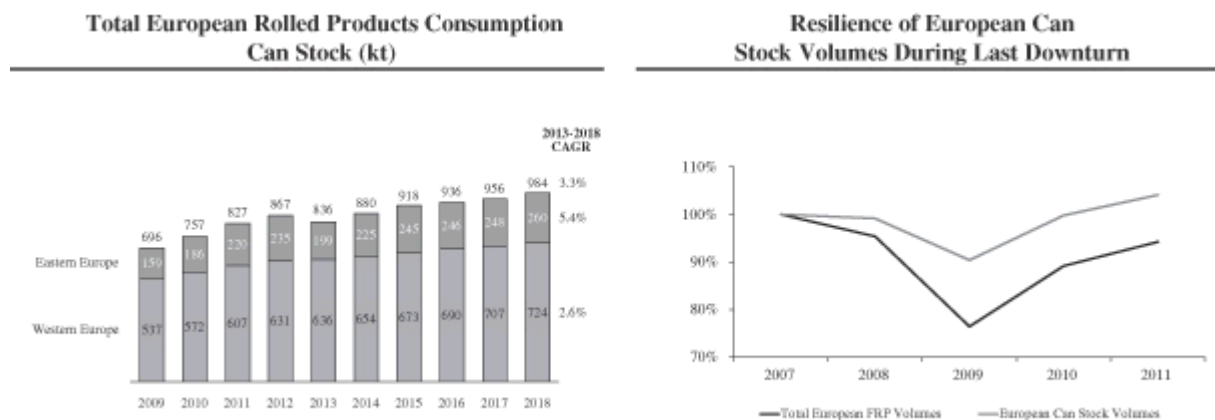 Total European Rolled Products Consumption
Can Stock (kt)
2013-2018
CAGR
696 757 827 867 836 880 918 936 956 984 3.3%
Eastern Europe 159 186 220 235 199 225 245 246 248 260 5.4%
Western Europe 537 572 607 631 636 654 673 690 707 724 2.6%
2009 2010 2011 2012 2013 2014 2015 2016 2017 2018
Resilience of European Can
Stock Volumes During Last Downturn
110%
100%
90%
80%
70%
2007 2008 2009 2010 2011
Total European FRP Volumes European Can Stock Volumes